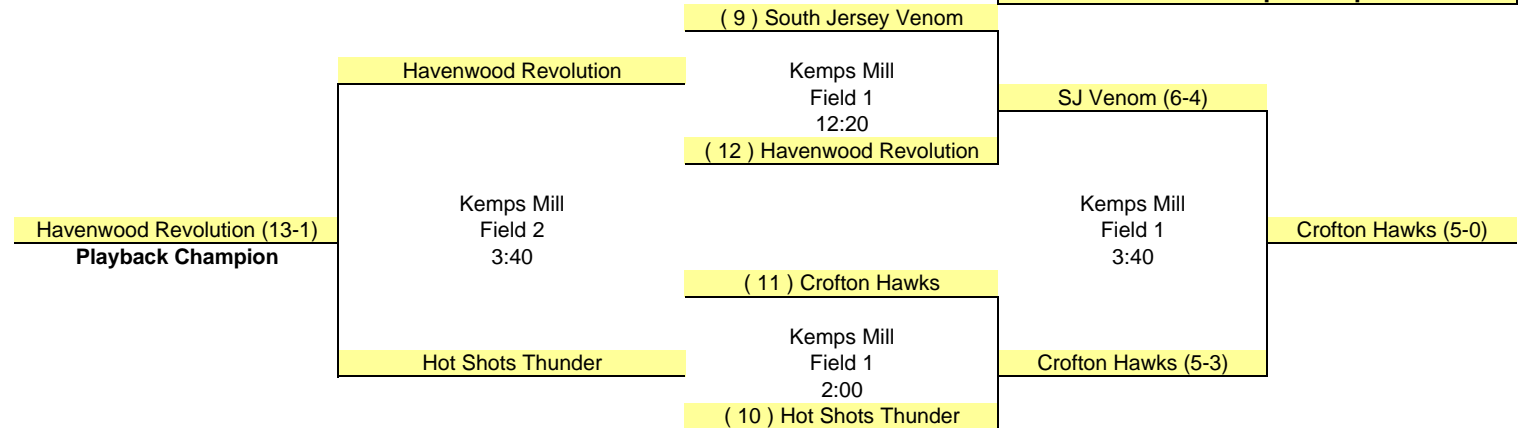 ( 9 ) South Jersey Venom
Havenwood Revolution
Kemps Mill
Field 1
12:20
SJ Venom (6-4)
( 12 ) Havenwood Revolution
Kemps Mill
Field 2
3:40
Kemps Mill
Field 1
3:40
Havenwood Revolution (13-1)
Playback Champion
Crofton Hawks (5-0)
( 11 ) Crofton Hawks
Kemps Mill
Field 1
2:00
Hot Shots Thunder
Crofton Hawks (5-3)
( 10 ) Hot Shots Thunder